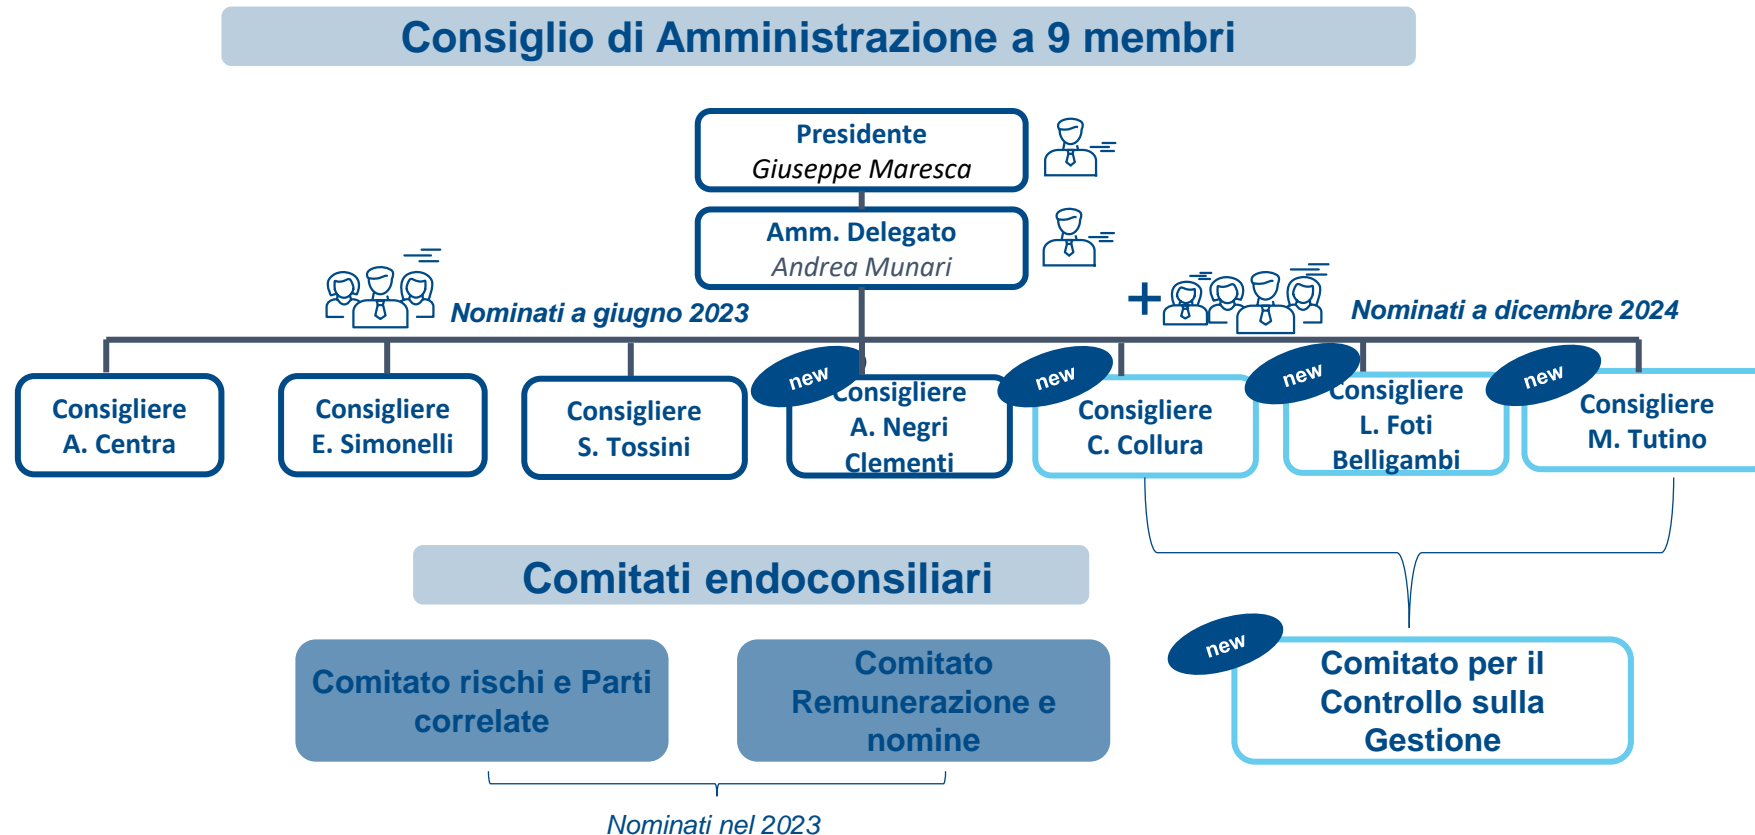 Consiglio di Amministrazione a 9 membri
Presidente
Giuseppe Maresca
Amm. Delegato
Andrea Munari
Nominati a giugno 2023
+
Nominati a dicembre 2024
Consigliere
A. Centra
Consigliere
E. Simonelli
Consigliere
S. Tossini
new
Consigliere
A. Negri
Clementi
new
Consigliere
C. Collura
new
Consigliere
L. Foti
Belligambi
new
Consigliere
M. Tutino
Comitati endoconsiliari
Comitato rischi e Parti
correlate
Comitato
Remunerazione e
nomine
new
Comitato per il
Controllo sulla
Gestione
Nominati nel 2023